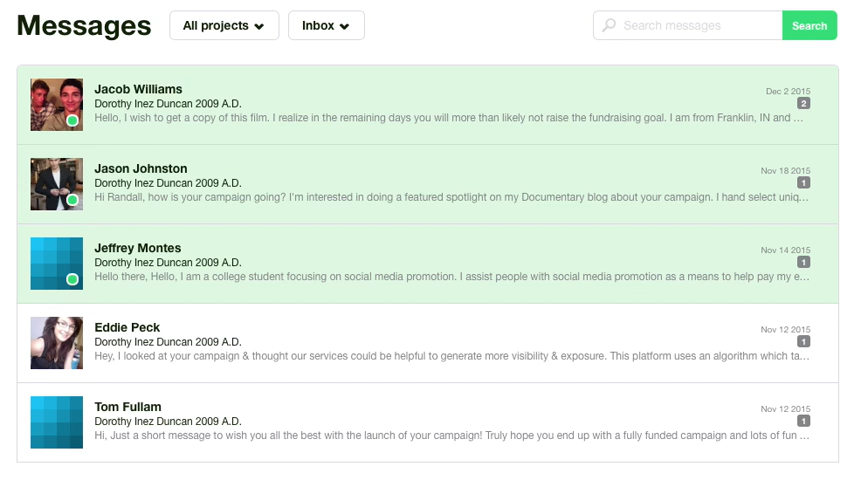 Messages
All projects
Inbox
Search messages
Search
Jacob Williams
Dec 2 2015
Dorothy Inez Duncan 2009 A.D.
2
Hello, I wish to get a copy of this film. I realize in the remaining days you will more than likely not raise the fundraising goal. I am from Franklin, IN and ...
Jason Johnston
Nov 18 2015
Dorothy Inez Duncan 2009 A.D.
1
Hi Randall, how is your campaign going? I'm interested in doing a featured spotlight on my Documentary blog about your campaign. I hand select uniq...
Jeffrey Montes
Nov 14 2015
Dorothy Inez Duncan 2009 A.D.
1
Hello there, Hello, I am a college student focusing on social media promotion. I assist people with social media promotion as a means to help pay my e...
Eddie Peck
Nov 12 2015
Dorothy Inez Duncan 2009 A.D.
1
Hey, I looked at your campaign & thought our services could be helpful to generate more visibility & exposure. This platform uses an algorithm which ta...
Tom Fullam
Nov 12 2015
Dorothy Inez Duncan 2009 A.D.
1
Hi, Just a short message to wish you all the best with the launch of your campaign! Truly hope you end up with a fully funded campaign and lots of fun ...